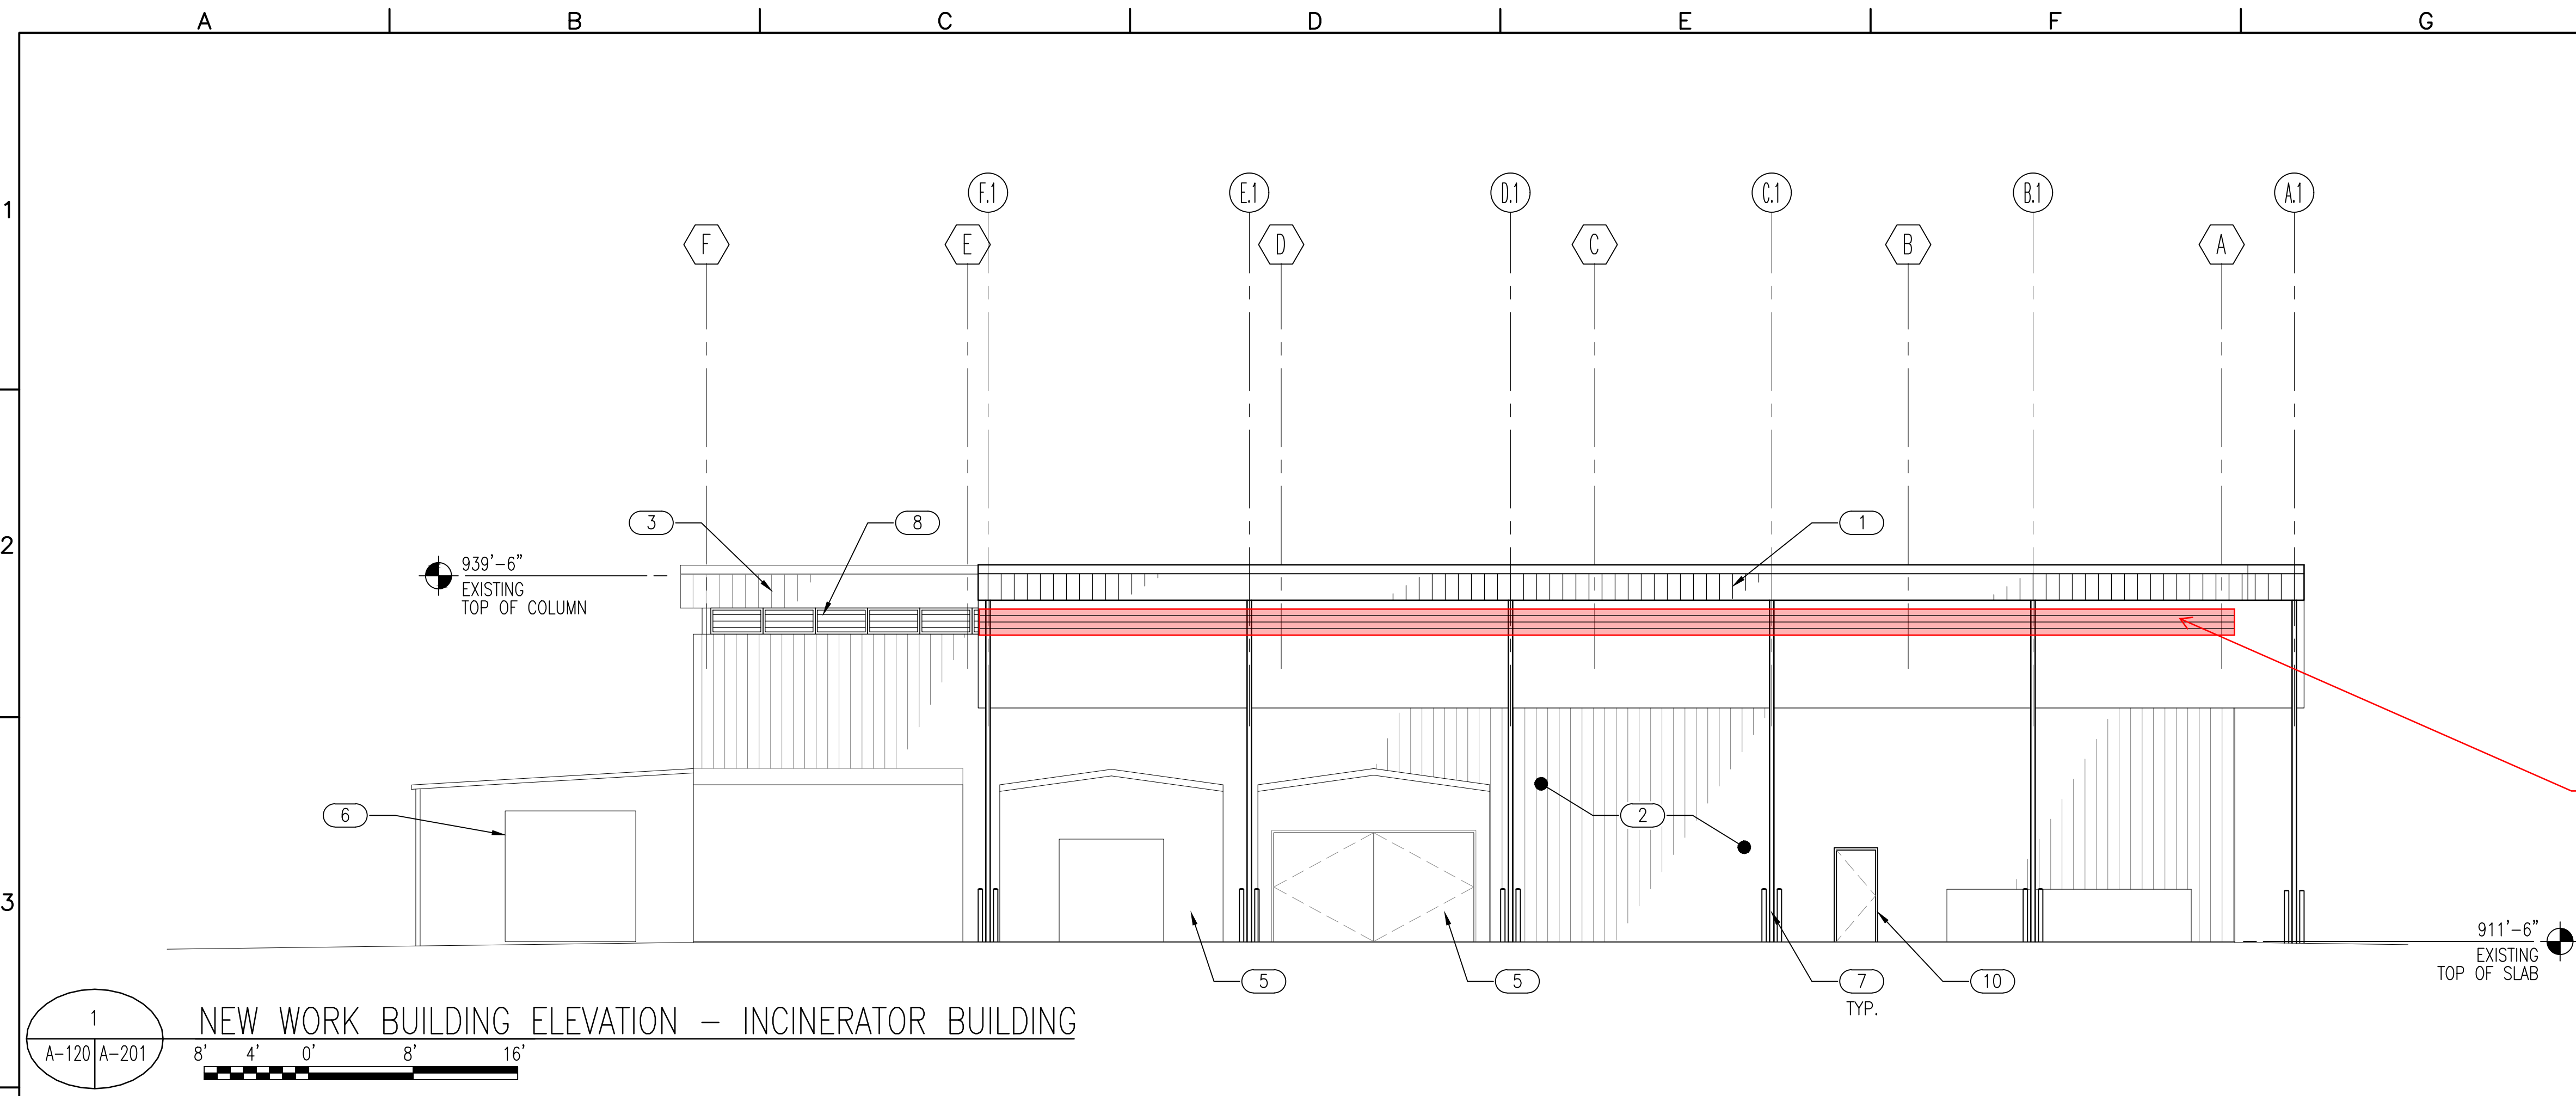 A B C D E F G
1
F.1 E.1 D.1 C.1 B.1 A.1
F E D C B A
2
3 8 1
939'-6"
EXISTING
TOP OF COLUMN
6 2
3
911'-6"
EXISTING
TOP OF SLAB
5 5 7 10
TYP.
1
A-120 A-201
NEW WORK BUILDING ELEVATION - INCINERATOR BUILDING
8' 4' 0' 8' 16'